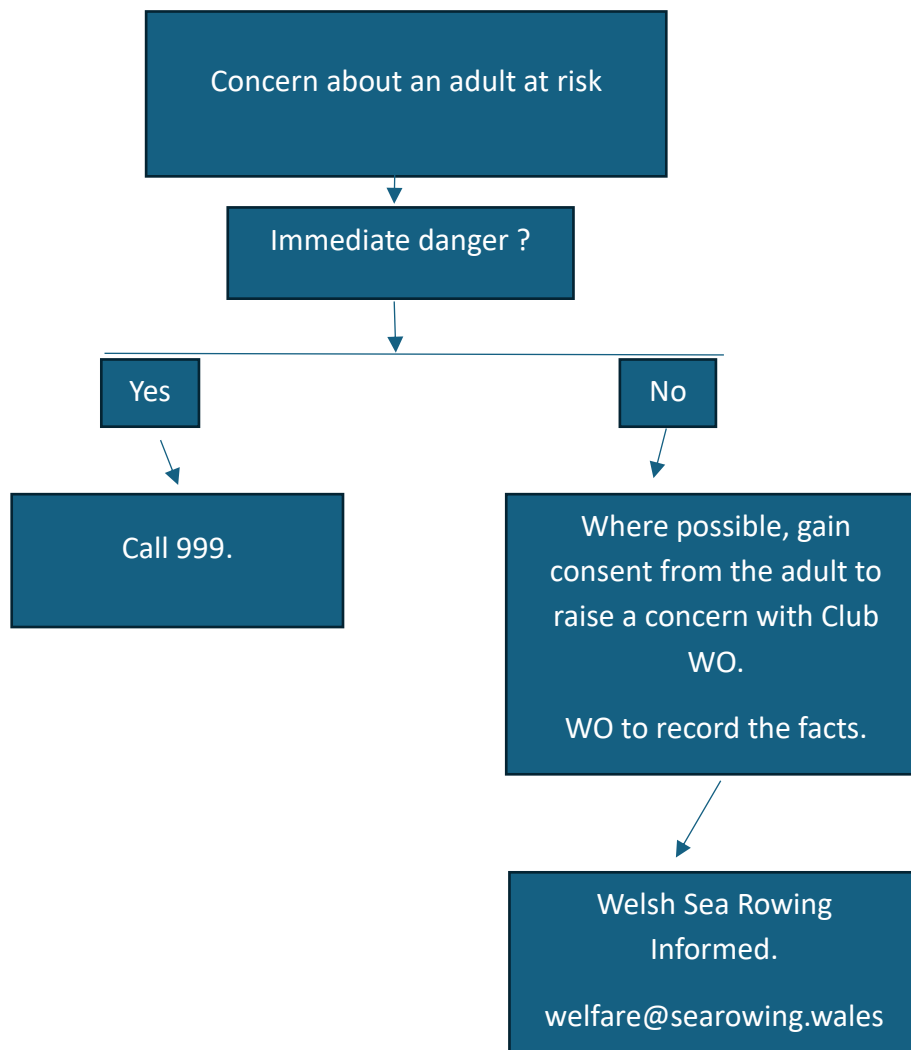 Concern about an adult at risk
Immediate danger ?
Yes
No
Call 999.
Where possible, gain
consent from the adult to
raise a concern with Club
WO.
WO to record the facts.
Welsh Sea Rowing
Informed.
welfare@searowing.wales